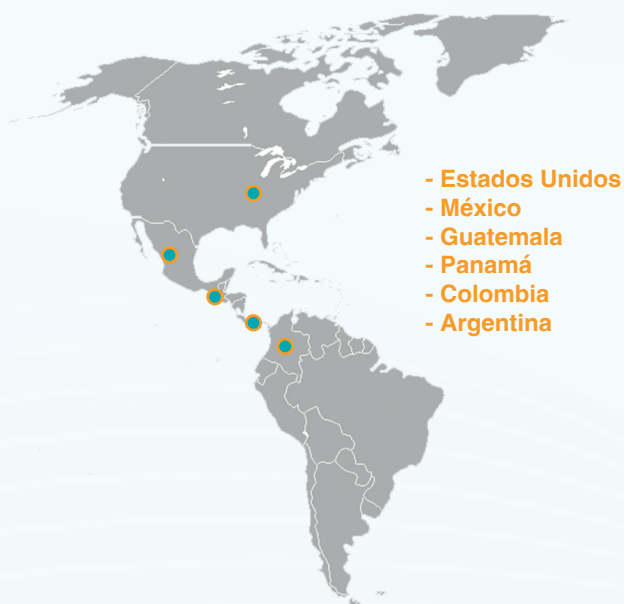 - Estados Unidos
- México
- Guatemala
- Panamá
- Colombia
- Argentina